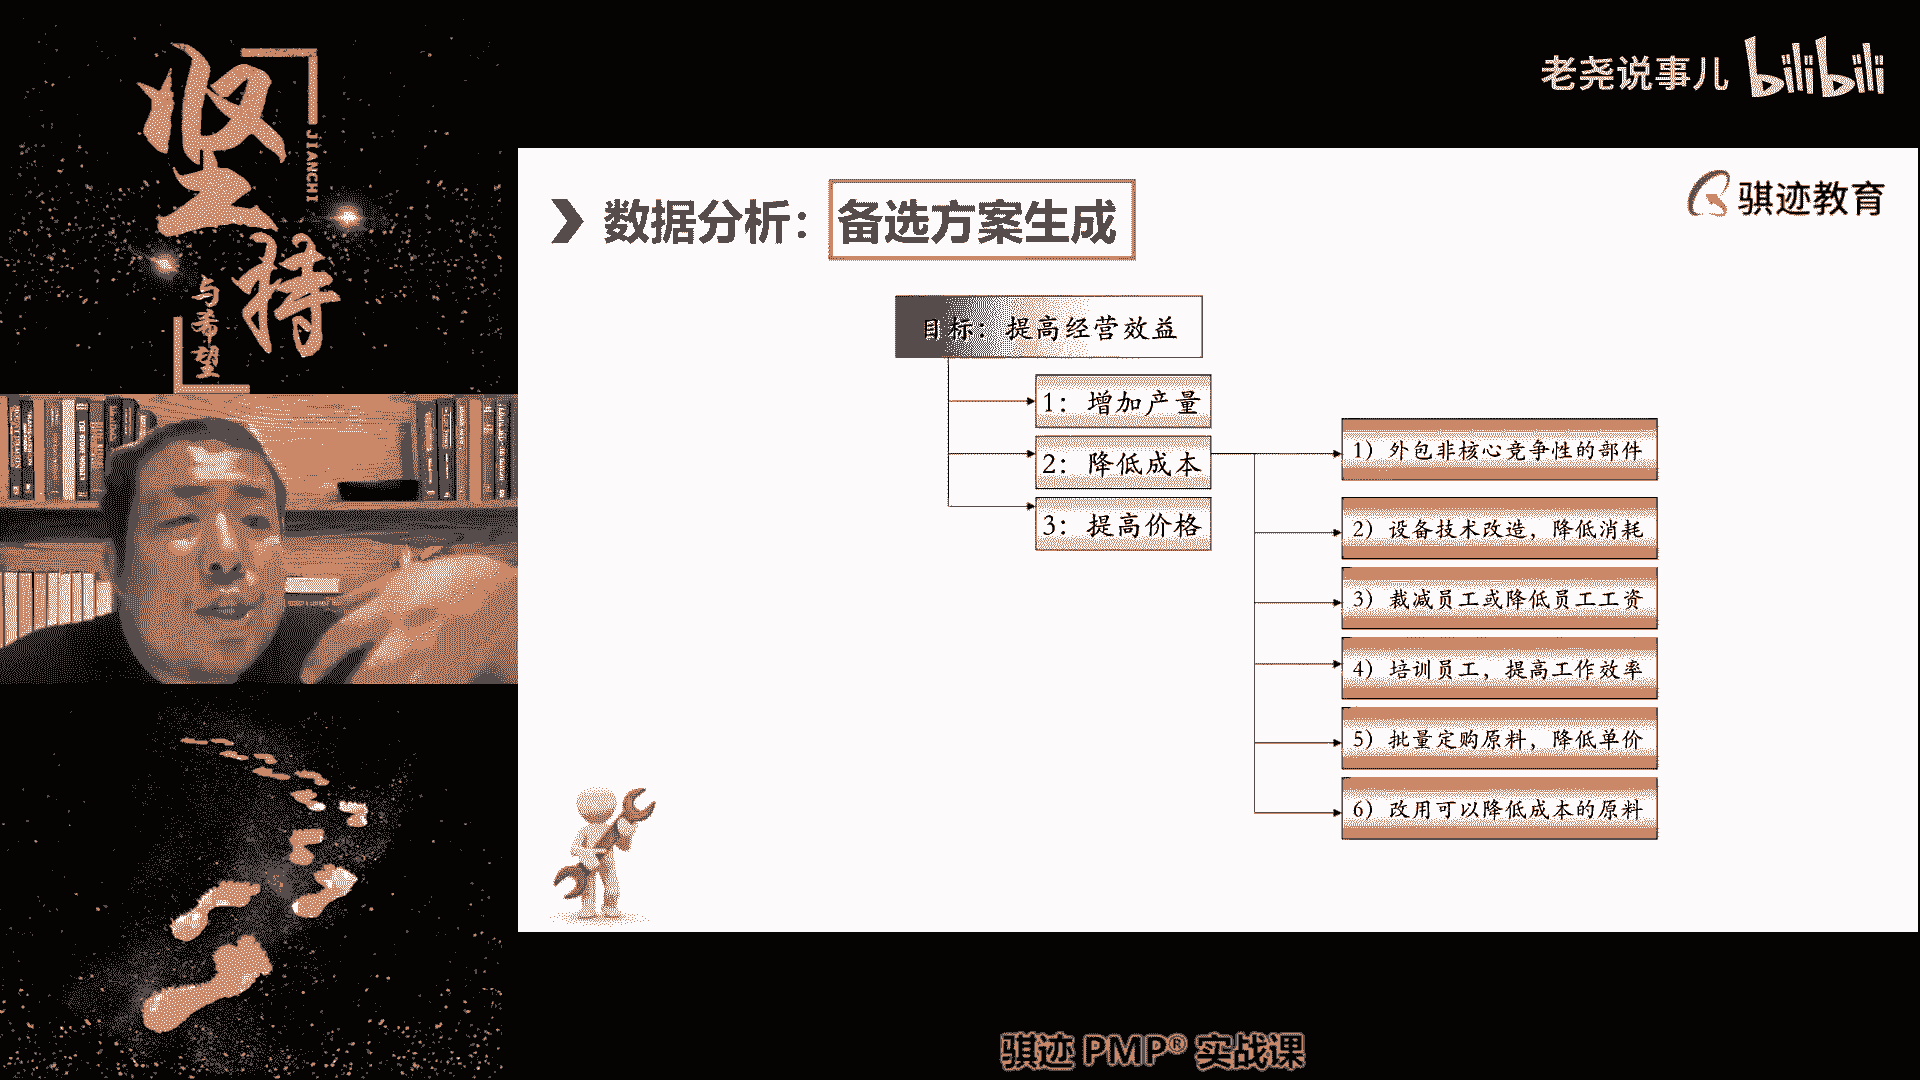 坚持
JIANCHI
与希望
老尧说事儿 bilibili
骐迹教育
数据分析：备选方案生成
目标：提高经营效益
1：增加产量
2：降低成本
3：提高价格
1）外包非核心竞争性的部件
2）设备技术改造，降低消耗
3）裁减员工或降低员工工资
4）培训员工，提高工作效率
5）批量定购原料，降低单价
6）改用可以降低成本的原料
骐迹 PMP® 实战课